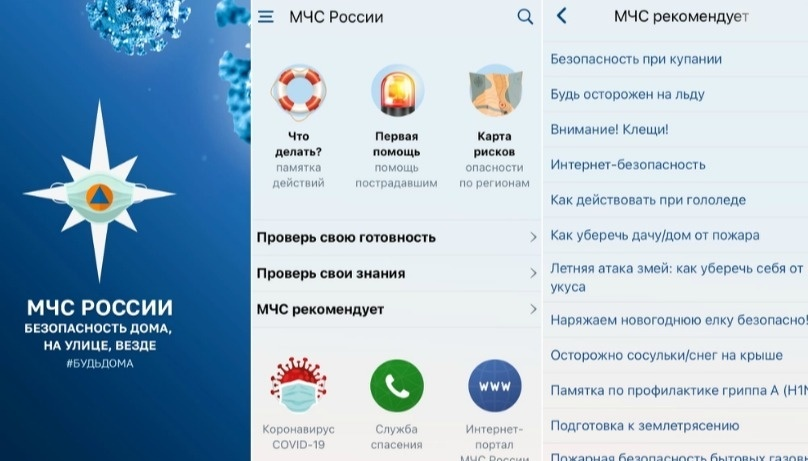 МЧС РОССИИ
БЕЗОПАСНОСТЬ ДОМА,
НА УЛИЦЕ, ВЕЗДЕ
#БУДЬДОМА
МЧС России
Что
делать?
памятка
действий
Первая
помощь
помощь
пострадавшим
Карта
рисков
опасности
по регионам
Проверь свою готовность
Проверь свои знания
МЧС рекомендует
Коронавирус
COVID-19
Служба
спасения
www
Интернет-
портал
МЧС России
МЧС рекомендует
Безопасность при купании
Будь осторожен на льду
Внимание! Клещи!
Интернет-безопасность
Как действовать при гололеде
Как уберечь дачу/дом от пожара
Летняя атака змей: как уберечь себя от
укуса
Наряжаем новогоднюю елку безопасно!
Осторожно сосульки/снег на крыше
Памятка по профилактике гриппа А (H1N
Подготовка к землетрясению
Пожарная безопасность бытовых газовы